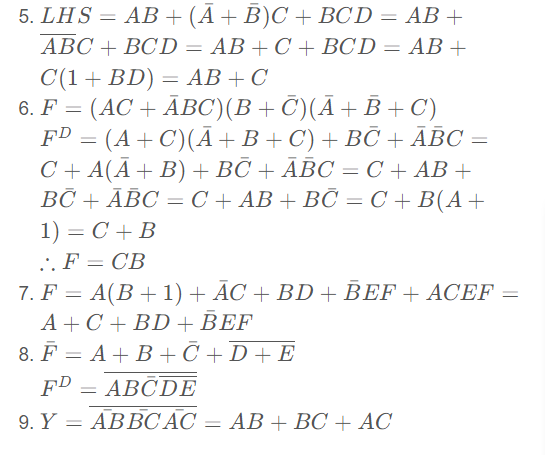 5. LHS = AB + (Ā + B̄)C + BCD = AB +
\overline{AB}C + BCD = AB + C + BCD = AB +
C(1 + BD) = AB + C
6. F = (AC + ĀBC)(B + C̄)(Ā + B̄ + C)
F^D = (A + C)(Ā + B + C) + BC̄ + ĀB̄C =
C + A(Ā + B) + BC̄ + ĀB̄C = C + AB +
BC̄ + ĀB̄C = C + AB + BC̄ = C + B(A +
1) = C + B
∴ F = CB
7. F = A(B + 1) + ĀC + BD + B̄EF + ACEF =
A + C + BD + B̄EF
8. F̄ = A + B + C̄ + \overline{D + E}
F^D = \overline{ABC̄\overline{\overline{DE}}}
9. Y = \overline{\overline{AB}\,\overline{BC}\,\overline{AC}} = AB + BC + AC